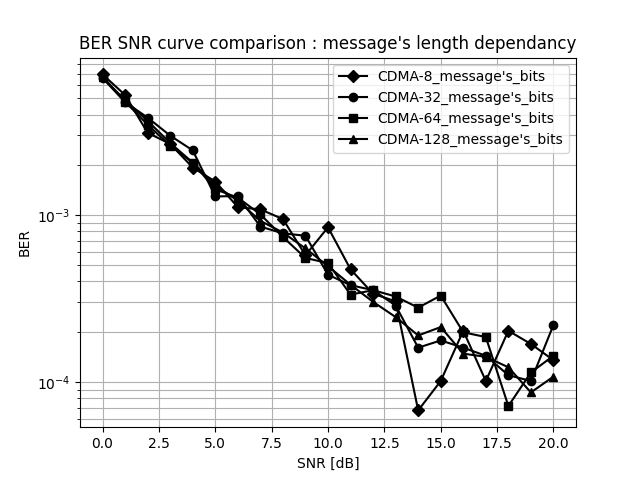 BER SNR curve comparison : message's length dependancy
CDMA-8_message's_bits
CDMA-32_message's_bits
CDMA-64_message's_bits
CDMA-128_message's_bits
10⁻³
BER
10⁻⁴
0.0 2.5 5.0 7.5 10.0 12.5 15.0 17.5 20.0
SNR [dB]